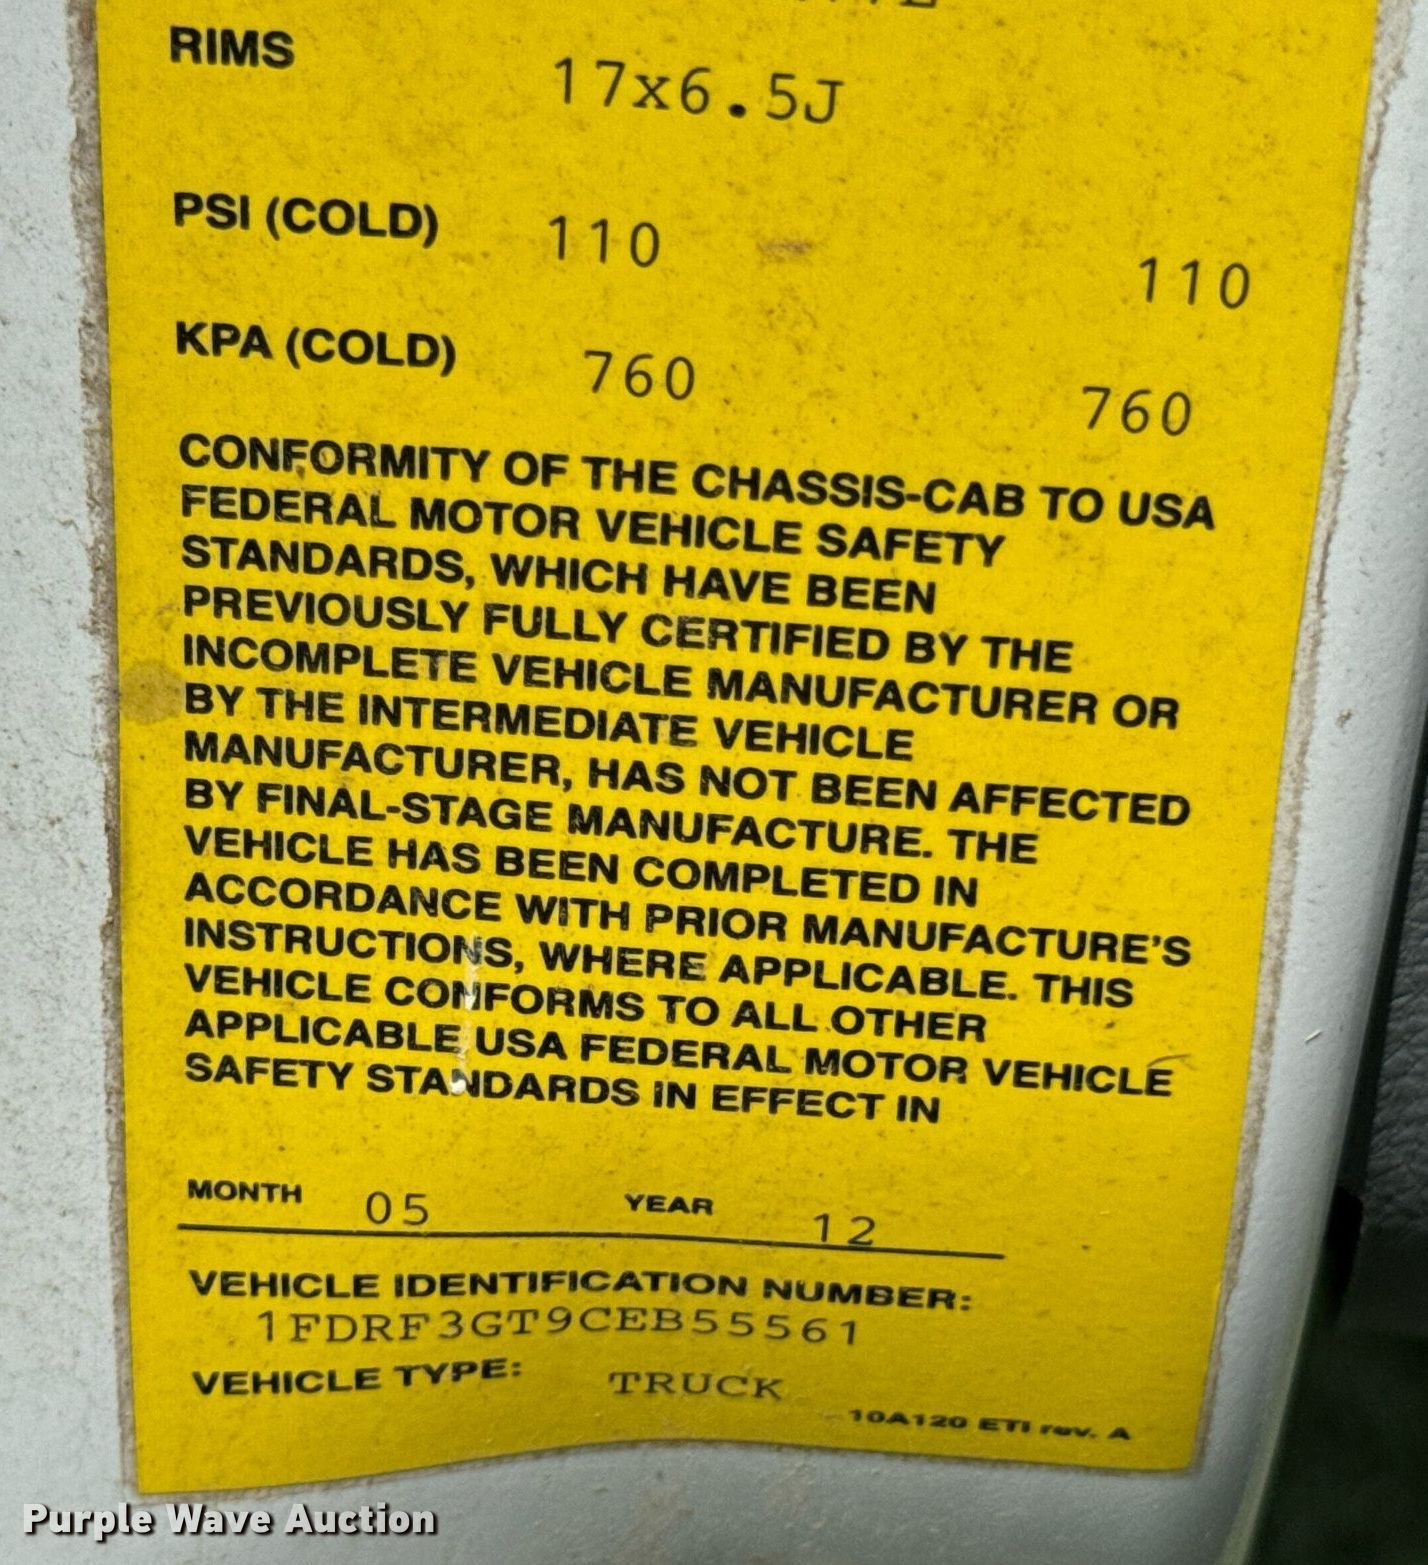 RIMS
17x6.5J
PSI (COLD) 110 110
KPA (COLD) 760 760
CONFORMITY OF THE CHASSIS-CAB TO USA
FEDERAL MOTOR VEHICLE SAFETY
STANDARDS, WHICH HAVE BEEN
PREVIOUSLY FULLY CERTIFIED BY THE
INCOMPLETE VEHICLE MANUFACTURER OR
BY THE INTERMEDIATE VEHICLE
MANUFACTURER, HAS NOT BEEN AFFECTED
BY FINAL-STAGE MANUFACTURE. THE
VEHICLE HAS BEEN COMPLETED IN
ACCORDANCE WITH PRIOR MANUFACTURE'S
INSTRUCTIONS, WHERE APPLICABLE. THIS
VEHICLE CONFORMS TO ALL OTHER
APPLICABLE USA FEDERAL MOTOR VEHICLE
SAFETY STANDARDS IN EFFECT IN
MONTH 05 YEAR 12
VEHICLE IDENTIFICATION NUMBER:
1FDRF3GT9CEB55561
VEHICLE TYPE: TRUCK
10A120 ETI rev. A
Purple Wave Auction